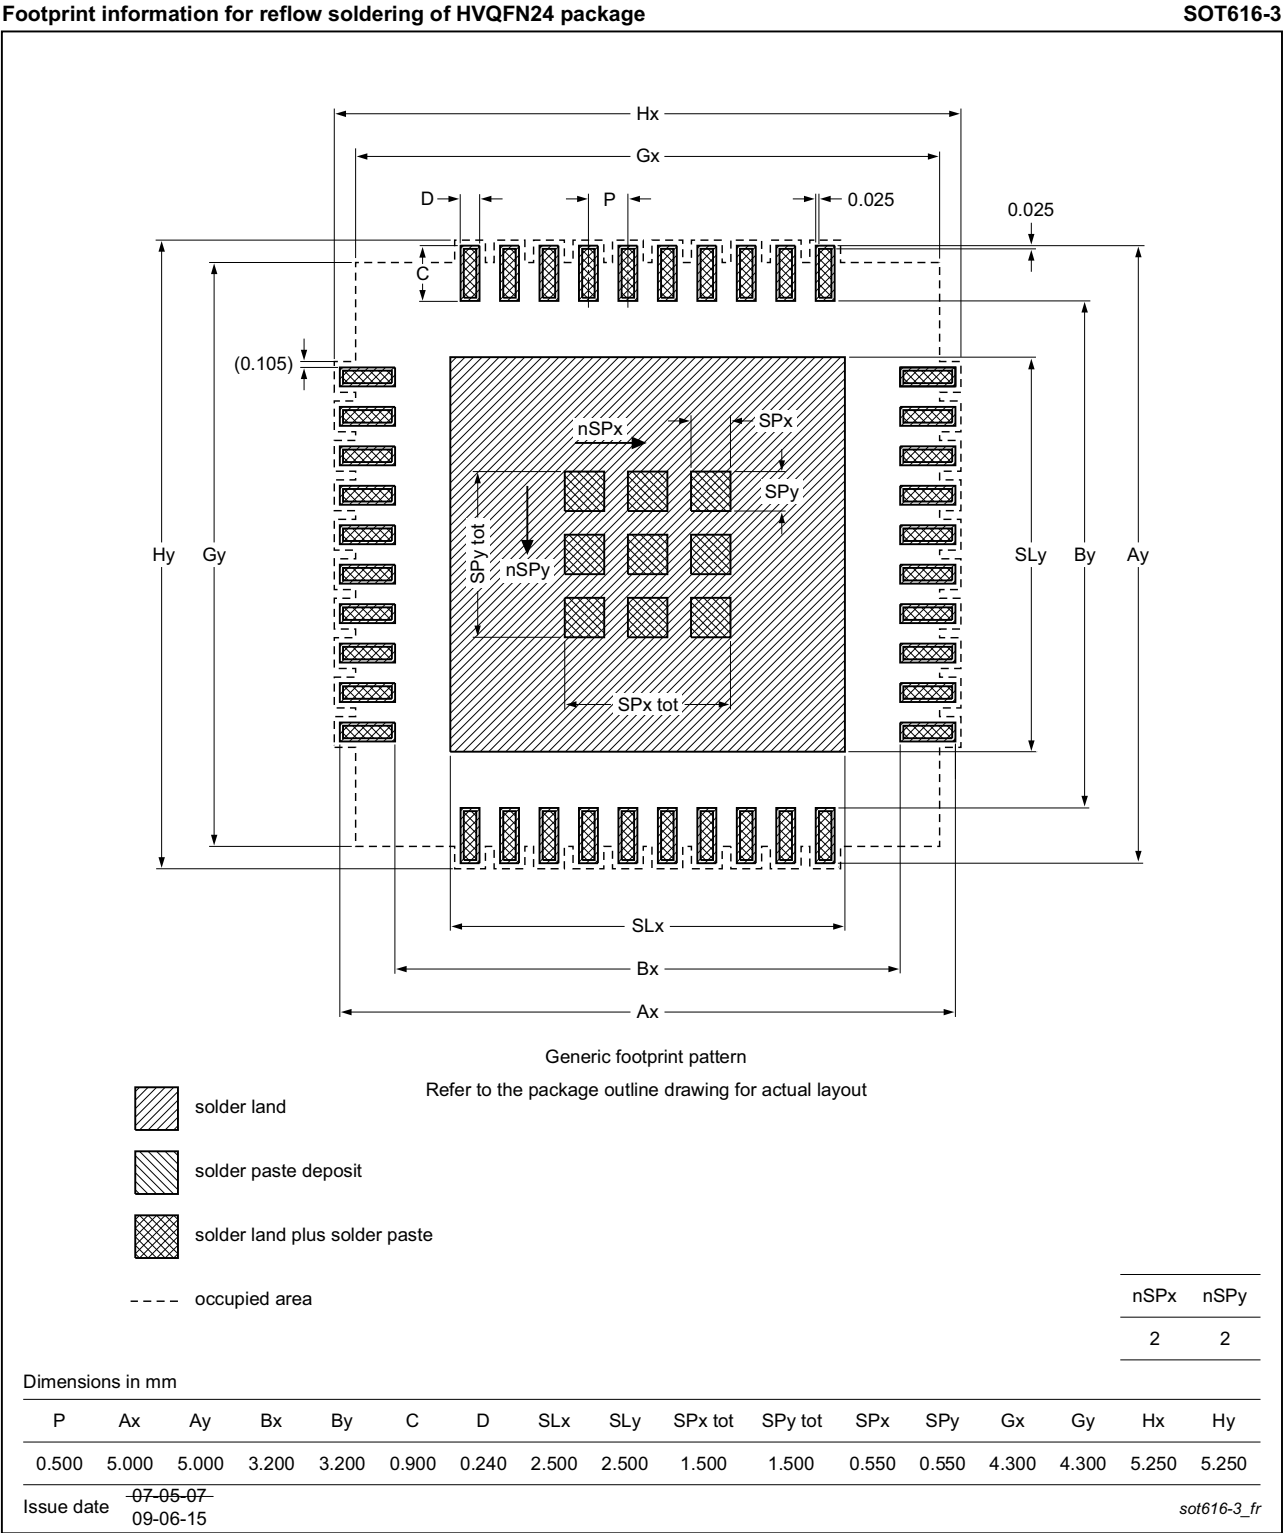 Footprint information for reflow soldering of HVQFN24 package SOT616-3
Hx
Gx
D P 0.025
0.025
C
(0.105)
nSPx SPx
SPy
SPy tot
nSPy
Hy Gy SLy By Ay
SPx tot
SLx
Bx
Ax
Generic footprint pattern
Refer to the package outline drawing for actual layout
solder land
solder paste deposit
solder land plus solder paste
occupied area
nSPx nSPy
2 2
Dimensions in mm
P Ax Ay Bx By C D SLx SLy SPx tot SPy tot SPx SPy Gx Gy Hx Hy
0.500 5.000 5.000 3.200 3.200 0.900 0.240 2.500 2.500 1.500 1.500 0.550 0.550 4.300 4.300 5.250 5.250
Issue date 07-05-07
09-06-15
sot616-3_fr